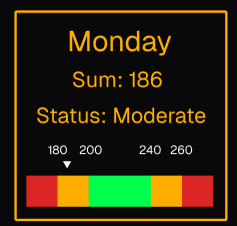 Monday
Sum: 186
Status: Moderate
180 200 240 260